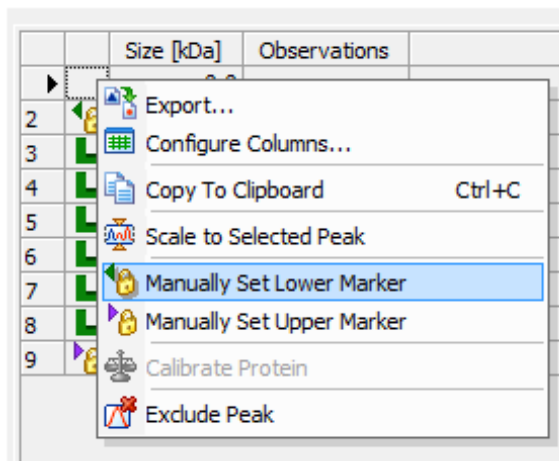 Size [kDa] Observations
2
Export...
3
Configure Columns...
4
Copy To Clipboard Ctrl+C
5
Scale to Selected Peak
6
7
Manually Set Lower Marker
8
Manually Set Upper Marker
9
Calibrate Protein
Exclude Peak